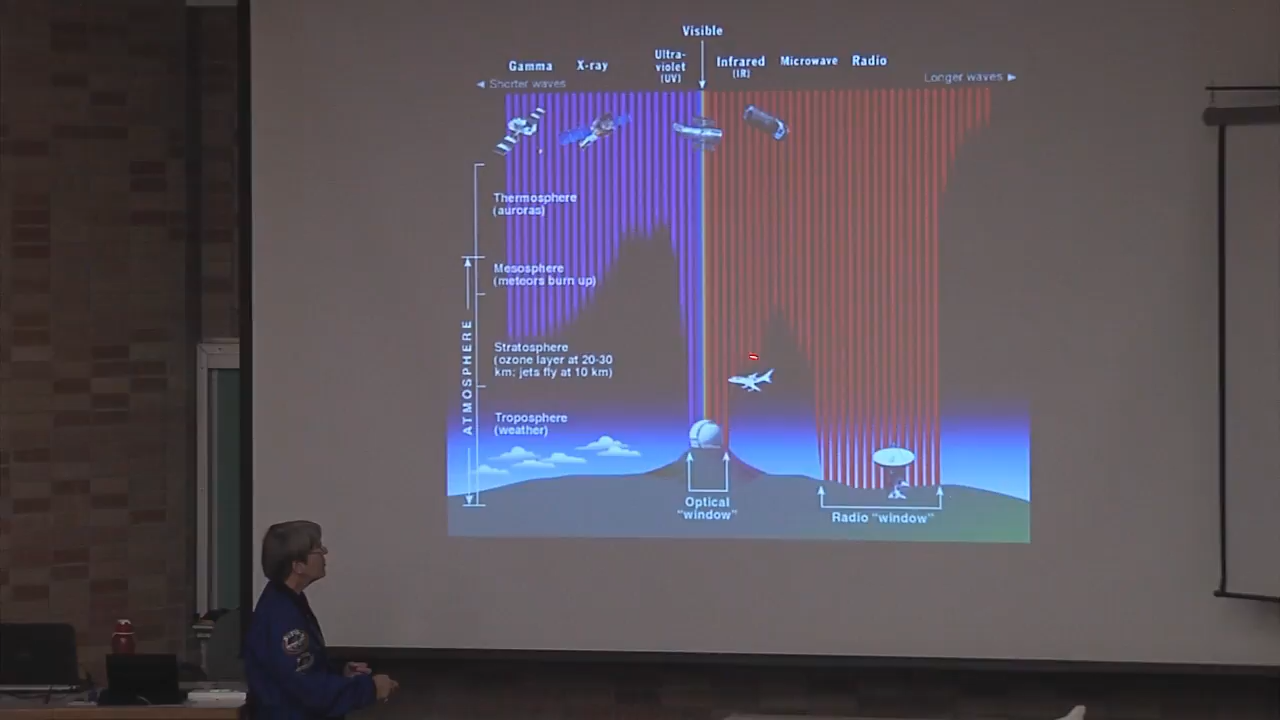 Visible
Gamma X-ray Ultra-
violet
(UV) Infrared
(IR) Microwave Radio
Shorter waves Longer waves
Thermosphere
(auroras)
Mesosphere
(meteors burn up)
ATMOSPHERE
Stratosphere
(ozone layer at 20-30
km; jets fly at 10 km)
Troposphere
(weather)
Optical
"window"
Radio "window"